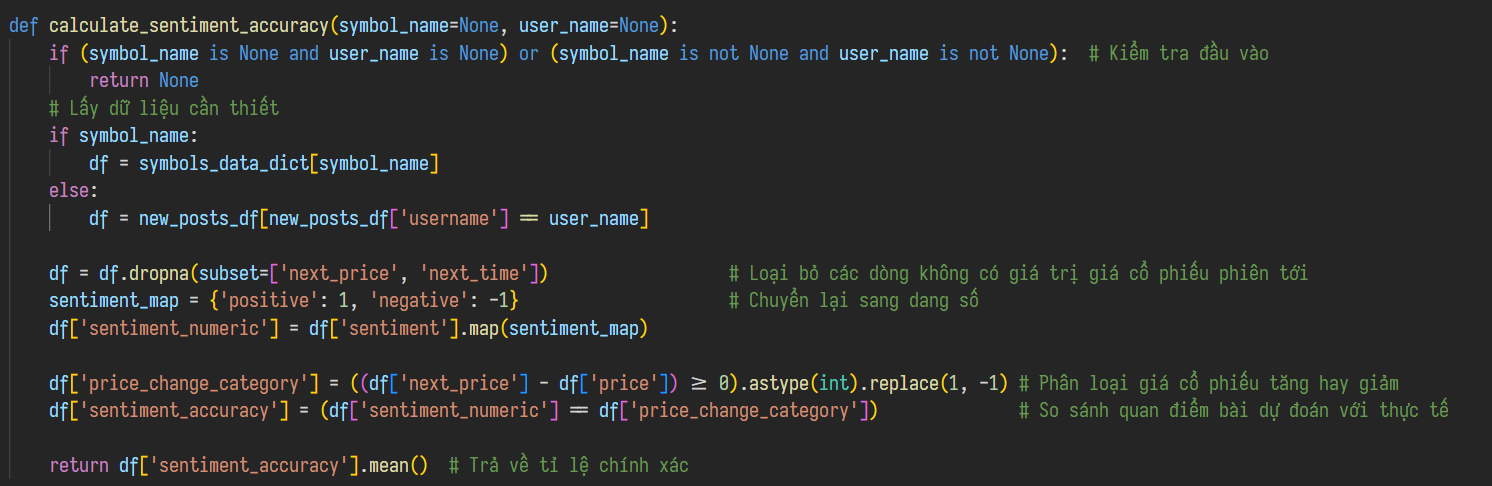 def calculate_sentiment_accuracy(symbol_name=None, user_name=None):
    if (symbol_name is None and user_name is None) or (symbol_name is not None and user_name is not None):  # Kiểm tra đầu vào
        return None
    # Lấy dữ liệu cần thiết
    if symbol_name:
        df = symbols_data_dict[symbol_name]
    else:
        df = new_posts_df[new_posts_df['username'] == user_name]

    df = df.dropna(subset=['next_price', 'next_time'])                  # Loại bỏ các dòng không có giá trị giá cổ phiếu phiên tới
    sentiment_map = {'positive': 1, 'negative': -1}                     # Chuyển lại sang dang số
    df['sentiment_numeric'] = df['sentiment'].map(sentiment_map)

    df['price_change_category'] = ((df['next_price'] - df['price']) >= 0).astype(int).replace(1, -1) # Phân loại giá cổ phiếu tăng hay giảm
    df['sentiment_accuracy'] = (df['sentiment_numeric'] == df['price_change_category'])              # So sánh quan điểm bài dự đoán với thực tế

    return df['sentiment_accuracy'].mean()  # Trả về tỉ lệ chính xác